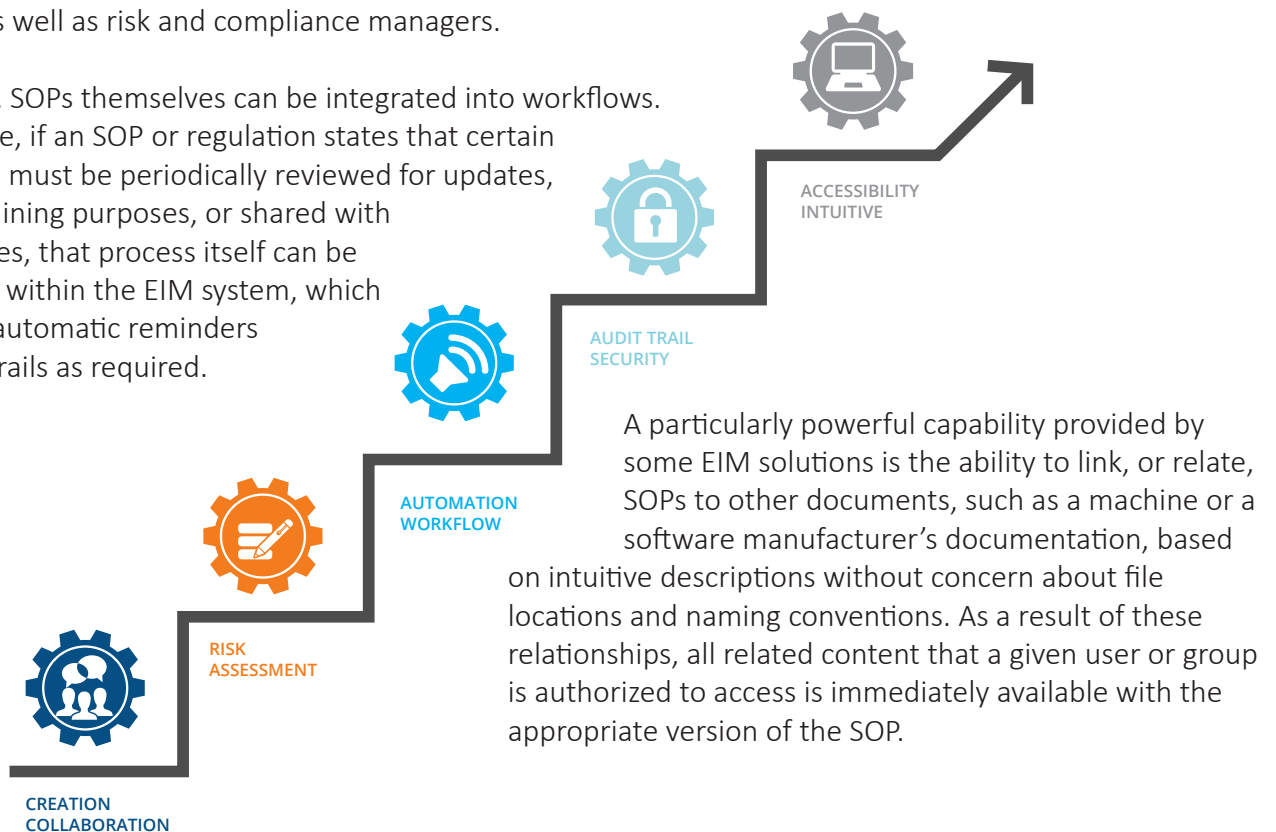 s well as risk and compliance managers.
, SOPs themselves can be integrated into workflows.
e, if an SOP or regulation states that certain
must be periodically reviewed for updates,
ining purposes, or shared with
es, that process itself can be
within the EIM system, which
automatic reminders
rails as required.
ACCESSIBILITY
INTUITIVE
AUDIT TRAIL
SECURITY
AUTOMATION
WORKFLOW
RISK
ASSESSMENT
CREATION
COLLABORATION
A particularly powerful capability provided by
some EIM solutions is the ability to link, or relate,
SOPs to other documents, such as a machine or a
software manufacturer’s documentation, based
on intuitive descriptions without concern about file
locations and naming conventions. As a result of these
relationships, all related content that a given user or group
is authorized to access is immediately available with the
appropriate version of the SOP.